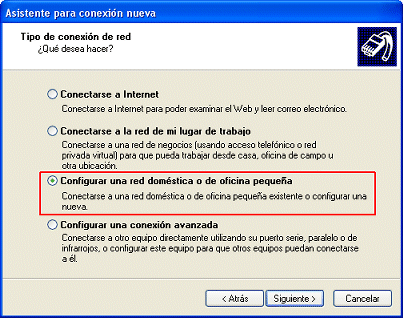 Asistente para conexión nueva
Tipo de conexión de red
¿Qué desea hacer?
Conectarse a Internet
Conectarse a Internet para poder examinar el Web y leer correo electrónico.
Conectarse a la red de mi lugar de trabajo
Conectarse a una red de negocios (usando acceso telefónico o red
privada virtual) para que pueda trabajar desde casa, oficina de campo u
otra ubicación.
Configurar una red doméstica o de oficina pequeña
Conectarse a una red doméstica o de oficina pequeña existente o configurar una
nueva.
Configurar una conexión avanzada
Conectarse a otro equipo directamente utilizando su puerto serie, paralelo o de
infrarrojos, o configurar este equipo para que otros equipos puedan conectarse
a él.
< Atrás
Siguiente >
Cancelar